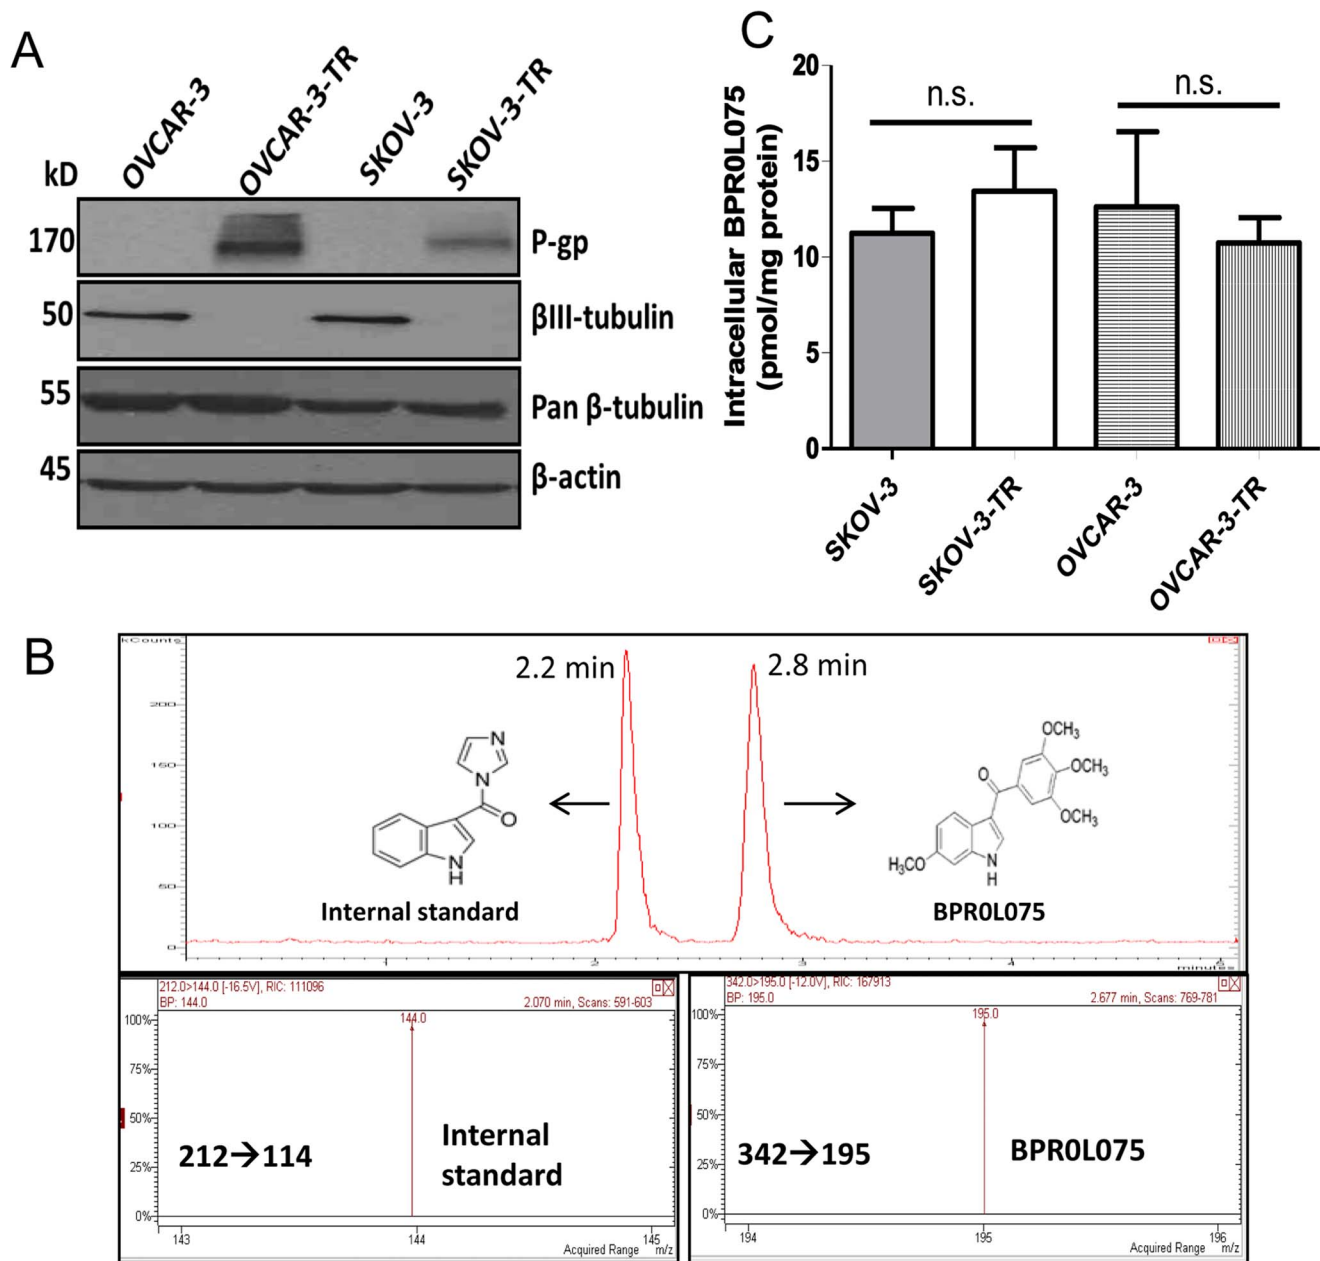 A
OVCAR-3
OVCAR-3-TR
SKOV-3
SKOV-3-TR
kD
170
P-gp
50
βIII-tubulin
55
Pan β-tubulin
45
β-actin
C
Intracellular BPR0L075
(pmol/mg protein)
20
15
10
5
0
n.s.
n.s.
SKOV-3
SKOV-3-TR
OVCAR-3
OVCAR-3-TR
B
kCounts
200
150
100
50
0
2.2 min
2.8 min
N
N
O
N
H
Internal standard
OCH₃
OCH₃
OCH₃
O
H₃CO
N
H
BPR0L075
1
2
3
4
5
minutes
212.0>144.0 [-16.5V], RIC: 111096
BP: 144.0
2.070 min, Scans: 591-603
144.0
100%
75%
50%
25%
0%
212→114
Internal
standard
143
144
145
Acquired Range m/z
342.0>195.0 [-12.0V], RIC: 167913
BP: 195.0
2.677 min, Scans: 769-781
195.0
100%
75%
50%
25%
0%
342→195
BPR0L075
194
195
196
Acquired Range m/z